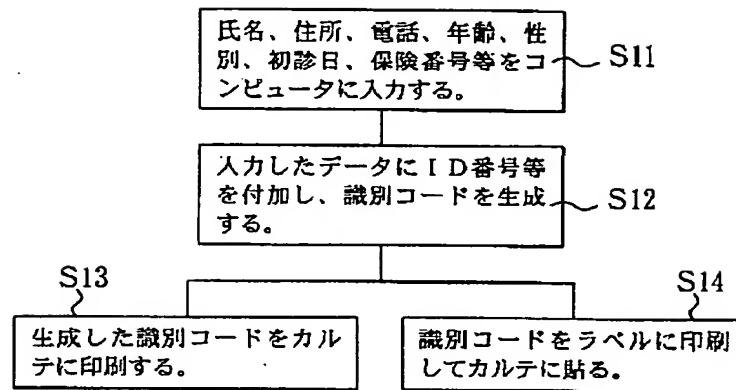 氏名、住所、電話、年齢、性
別、初診日、保険番号等をコ
ンピュータに入力する。
S11
入力したデータにID番号等
を付加し、識別コードを生成
する。
S12
S13
生成した識別コードをカル
テに印刷する。
S14
識別コードをラベルに印刷
してカルテに貼る。